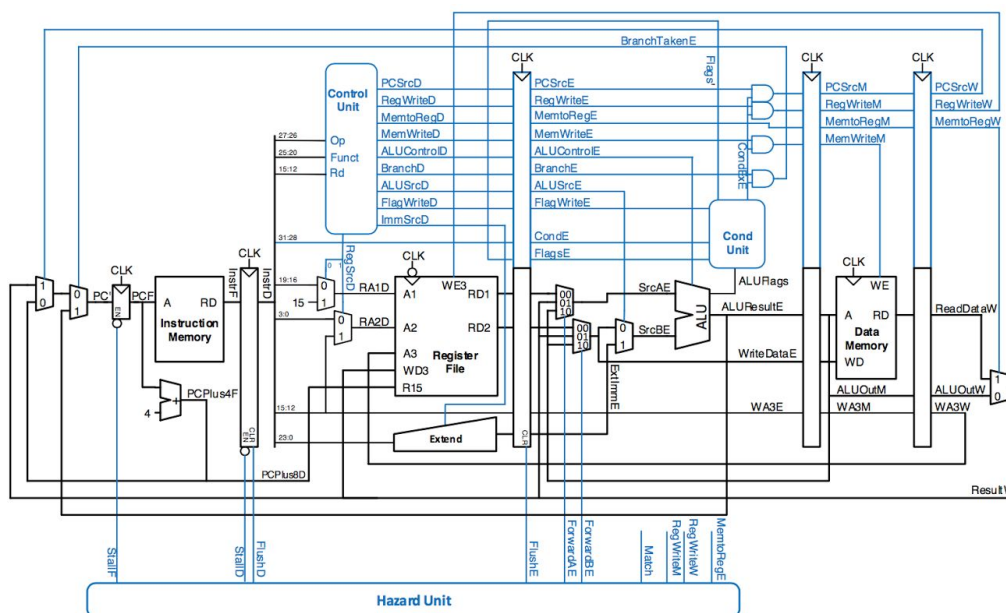 BranchTakenE
CLK
CLK
CLK
Flags'
Control
Unit
PCSrcD
PCSrcE
PCSrcM
PCSrcW
RegWriteD
RegWriteE
RegWriteM
RegWriteW
MemtoRegD
MemtoRegE
MemtoRegM
MemtoRegW
27:26
Op
MemWriteD
MemWriteE
MemWriteM
25:20
Funct
ALUControlD
ALUControlE
15:12
Rd
BranchD
BranchE
CondExE
ALUSrcD
ALUSrcE
FlagWriteD
FlagWriteE
ImmSrcD
Cond
Unit
31:28
CondE
FlagsE
CLK
CLK
RegSrcD
0 1
CLK
ALUFlags
CLK
1
0
0
1
PC'
EN
PCF
A
RD
Instruction
Memory
InstrF
InstrD
19:16
0
1
15
RA1D
A1
WE3
RD1
00
01
10
SrcAE
ALU
ALUResultE
WE
A
RD
Data
Memory
WD
ReadDataW
3:0
0
1
RA2D
A2
RD2
00
01
10
0
1
SrcBE
WriteDataE
A3
WD3
R15
Register
File
ExtImmE
1
0
ALUOutM
ALUOutW
4
+
PCPlus4F
15:12
WA3E
WA3M
WA3W
23:0
Extend
CLR
EN
CLR
PCPlus8D
ResultW
StallF
StallD
FlushD
FlushE
ForwardAE
ForwardBE
Match
RegWriteM
RegWriteW
MemtoRegE
Hazard Unit